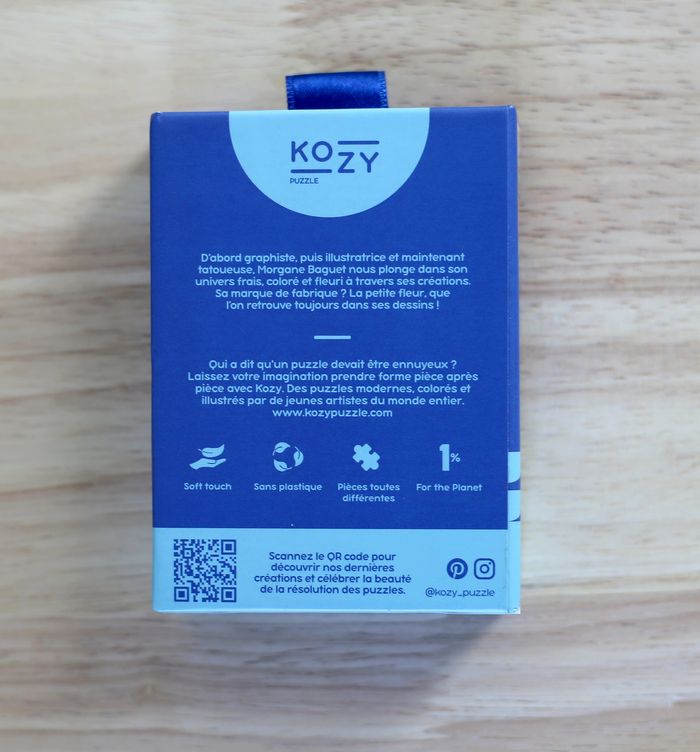 KOZY
PUZZLE
D'abord graphiste, puis illustratrice et maintenant
tatoueuse, Morgane Baguet nous plonge dans son
univers frais, coloré et fleuri à travers ses créations.
Sa marque de fabrique ? La petite fleur, que
l'on retrouve toujours dans ses dessins !
Qui a dit qu'un puzzle devait être ennuyeux ?
Laissez votre imagination prendre forme pièce après
pièce avec Kozy. Des puzzles modernes, colorés et
illustrés par de jeunes artistes du monde entier.
www.kozypuzzle.com
1%
Soft touch
Sans plastique
Pièces toutes
différentes
For the Planet
Scannez le QR code pour
découvrir nos dernières
créations et célébrer la beauté
de la résolution des puzzles.
@kozy_puzzle